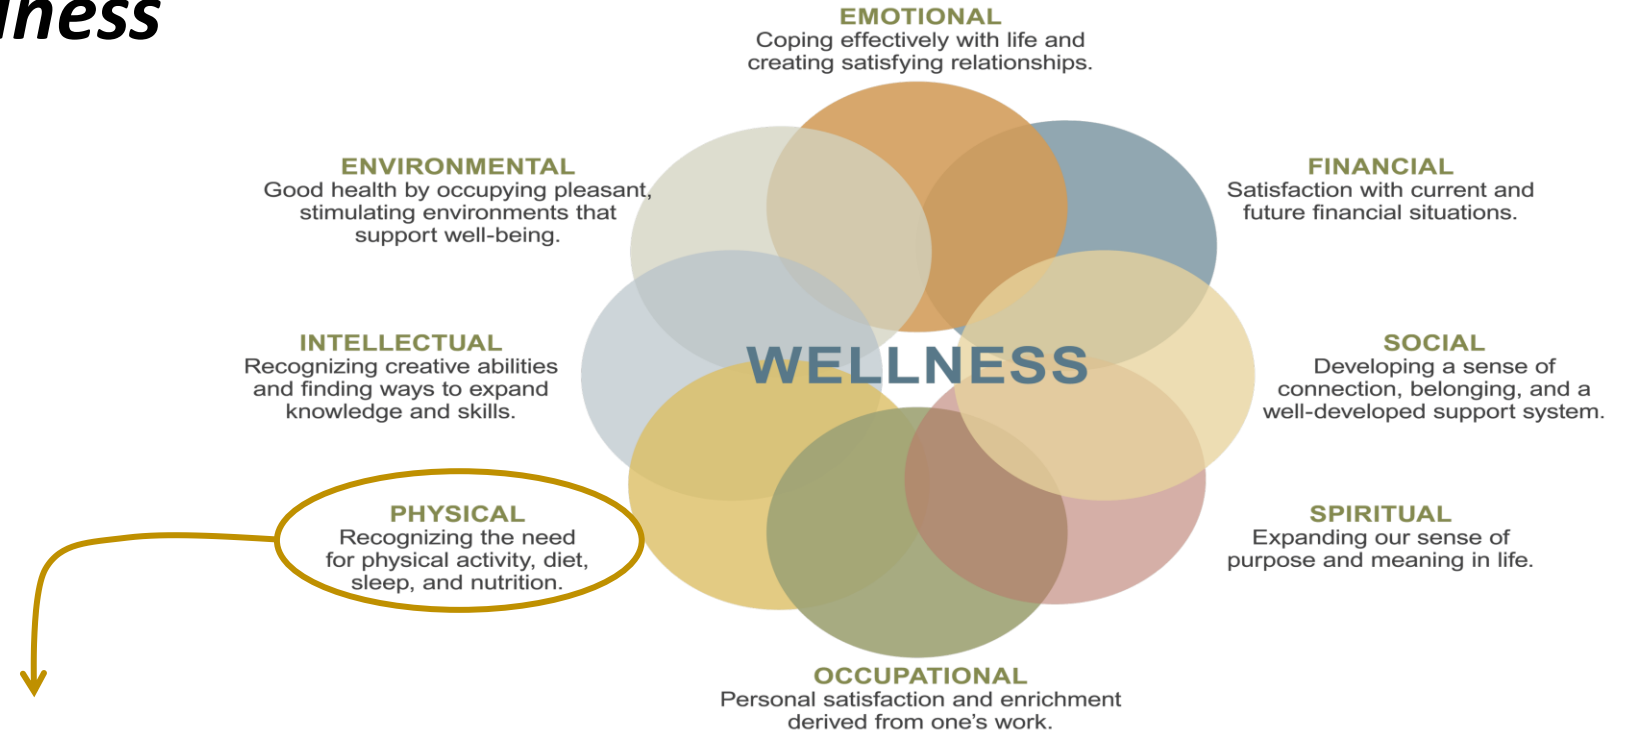 EMOTIONAL
Coping effectively with life and
creating satisfying relationships.
ENVIRONMENTAL
Good health by occupying pleasant,
stimulating environments that
support well-being.
FINANCIAL
Satisfaction with current and
future financial situations.
INTELLECTUAL
Recognizing creative abilities
and finding ways to expand
knowledge and skills.
WELLNESS
SOCIAL
Developing a sense of
connection, belonging, and a
well-developed support system.
PHYSICAL
Recognizing the need
for physical activity, diet,
sleep, and nutrition.
SPIRITUAL
Expanding our sense of
purpose and meaning in life.
OCCUPATIONAL
Personal satisfaction and enrichment
derived from one's work.